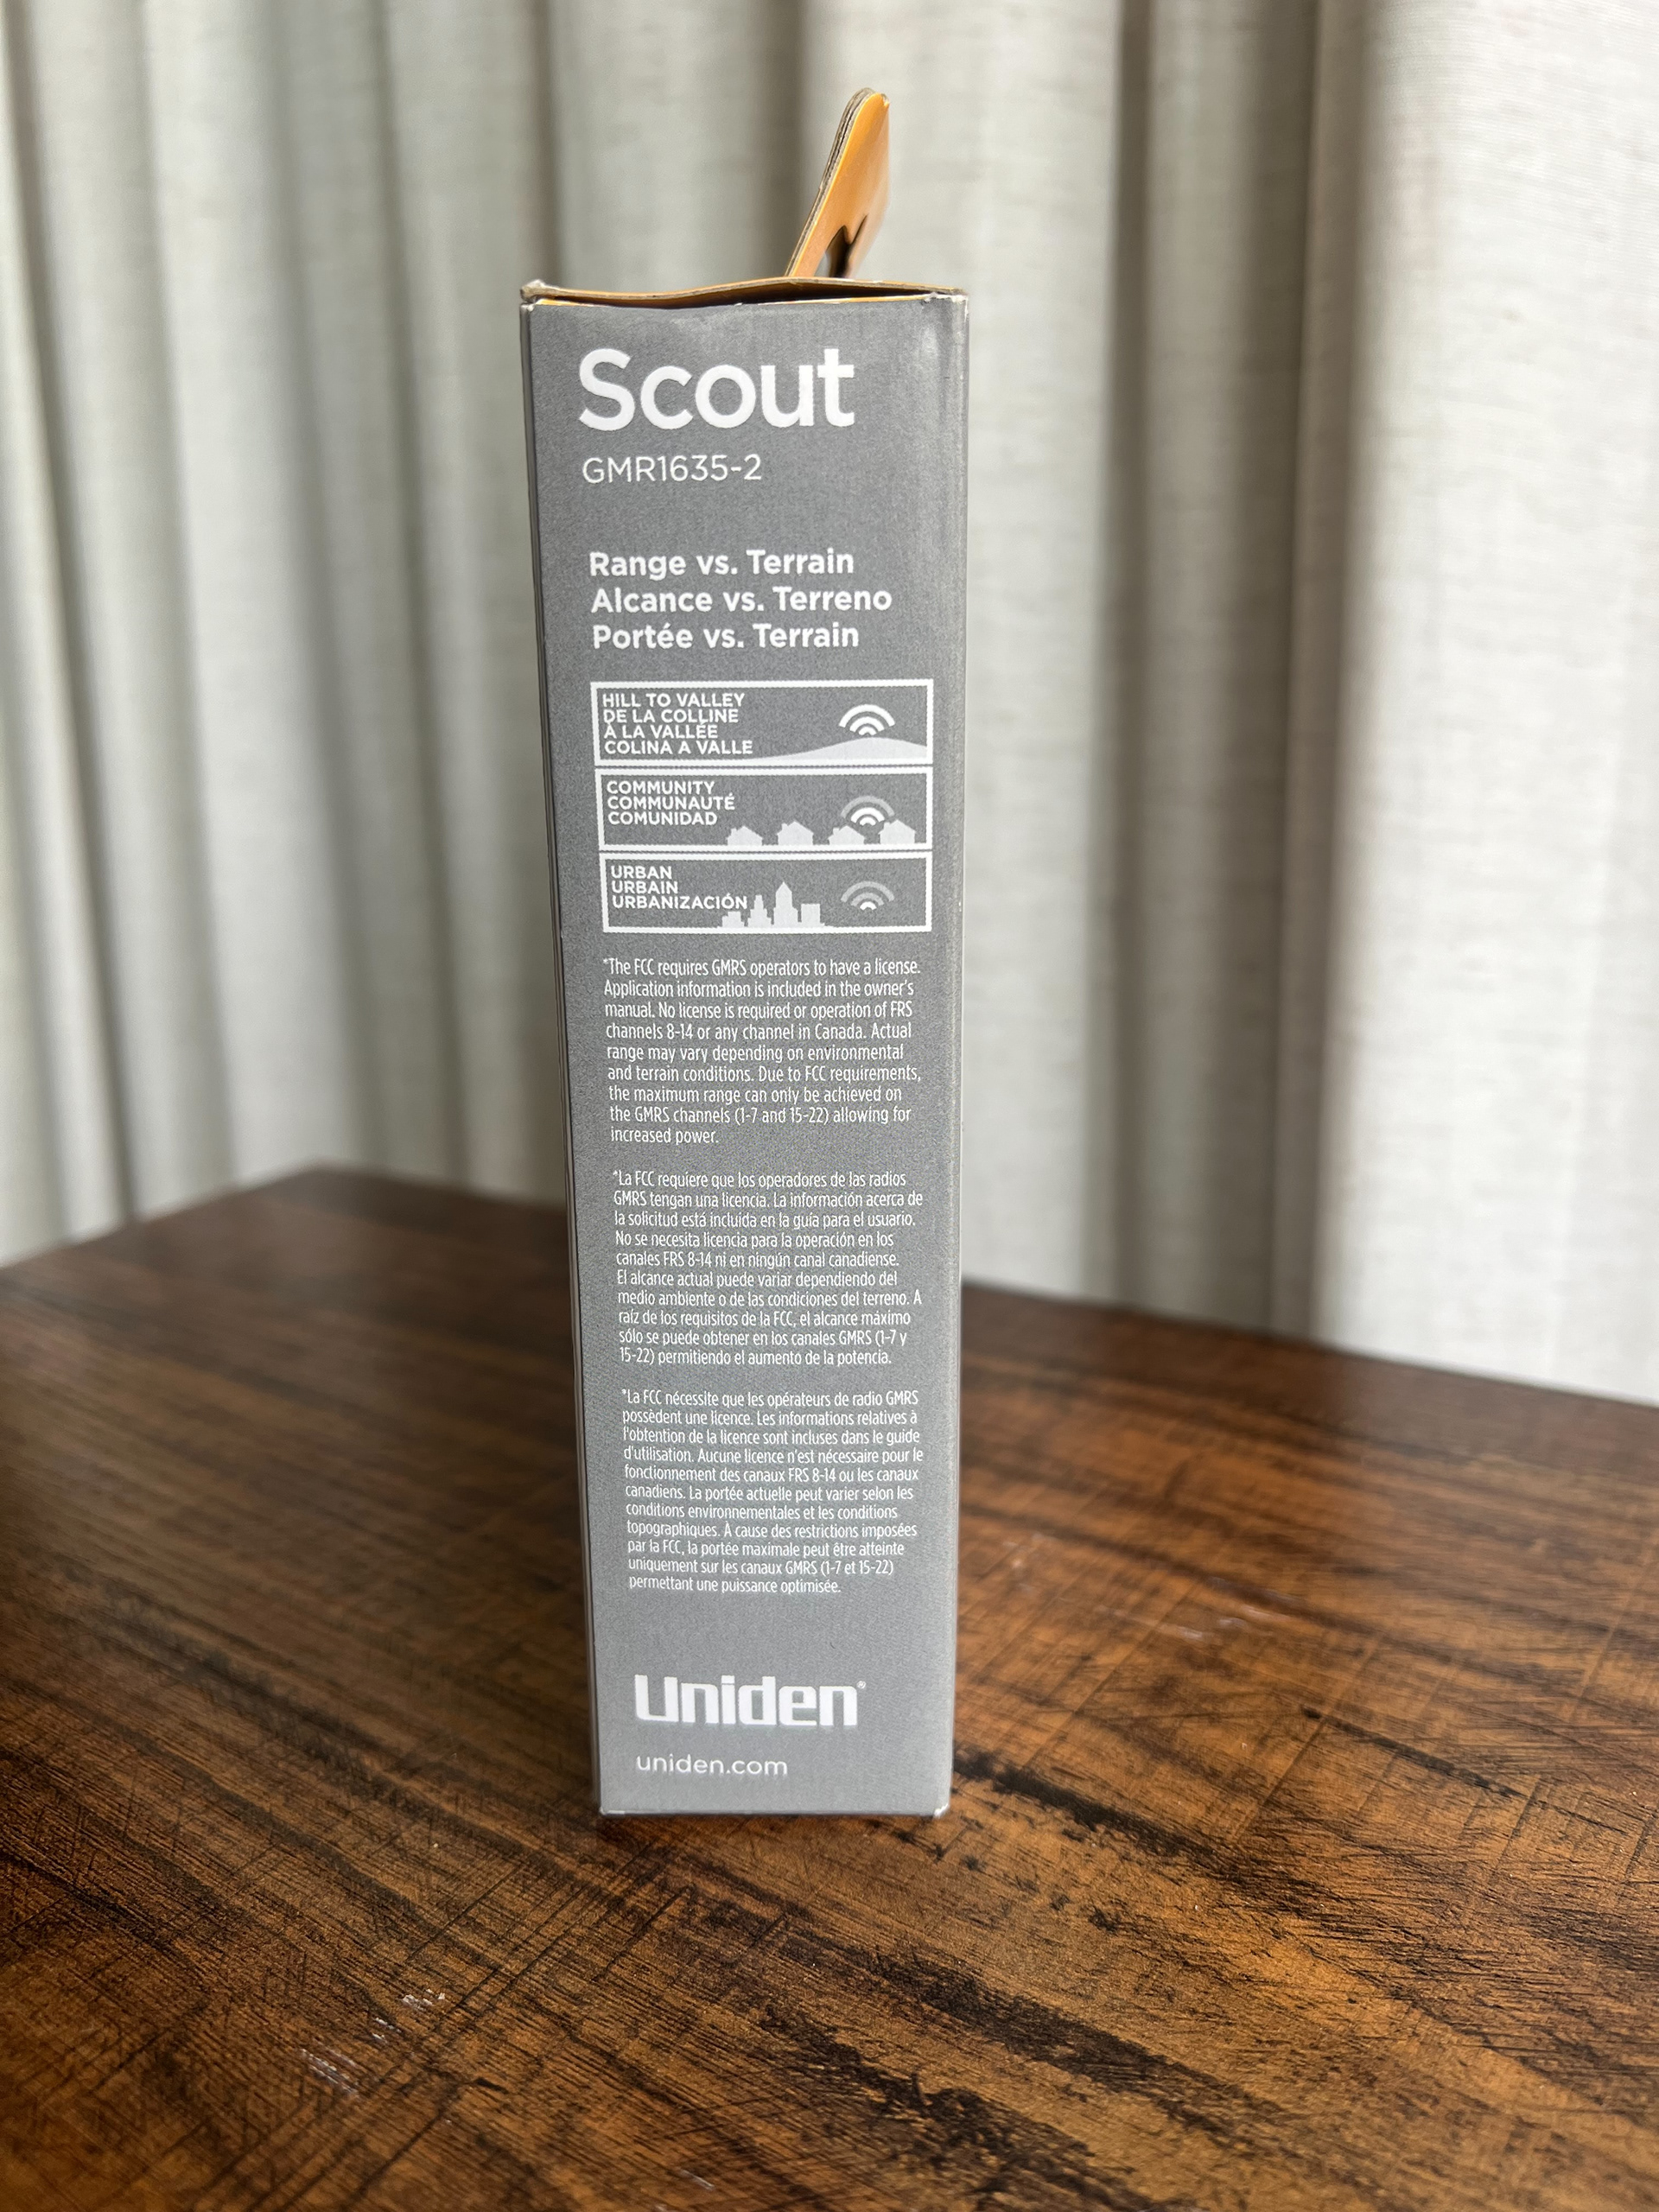 Scout
GMR1635-2
Range vs. Terrain
Alcance vs. Terreno
Portée vs. Terrain
HILL TO VALLEY
DE LA COLLINE
À LA VALLÉE
COLINA A VALLE
COMMUNITY
COMMUNAUTÉ
COMUNIDAD
URBAN
URBAIN
URBANIZACIÓN
*The FCC requires GMRS operators to have a license.
Application information is included in the owner's
manual. No license is required or operation of FRS
channels 8-14 or any channel in Canada. Actual
range may vary depending on environmental
and terrain conditions. Due to FCC requirements,
the maximum range can only be achieved on
the GMRS channels (1-7 and 15-22) allowing for
increased power.
*La FCC requiere que los operadores de las radios
GMRS tengan una licencia. La información acerca de
la solicitud está incluida en la guía para el usuario.
No se necesita licencia para la operación en los
canales FRS 8-14 ni en ningún canal canadiense.
El alcance actual puede variar dependiendo del
medio ambiente o de las condiciones del terreno. A
raíz de los requisitos de la FCC, el alcance máximo
sólo se puede obtener en los canales GMRS (1-7 y
15-22) permitiendo el aumento de la potencia.
*La FCC nécessite que les opérateurs de radio GMRS
possèdent une licence. Les informations relatives à
l'obtention de la licence sont incluses dans le guide
d'utilisation. Aucune licence n'est nécessaire pour le
fonctionnement des canaux FRS 8-14 ou les canaux
canadiens. La portée actuelle peut varier selon les
conditions environnementales et les conditions
topographiques. À cause des restrictions imposées
par la FCC, la portée maximale peut être atteinte
uniquement sur les canaux GMRS (1-7 et 15-22)
permettant une puissance optimisée.
Uniden®
uniden.com